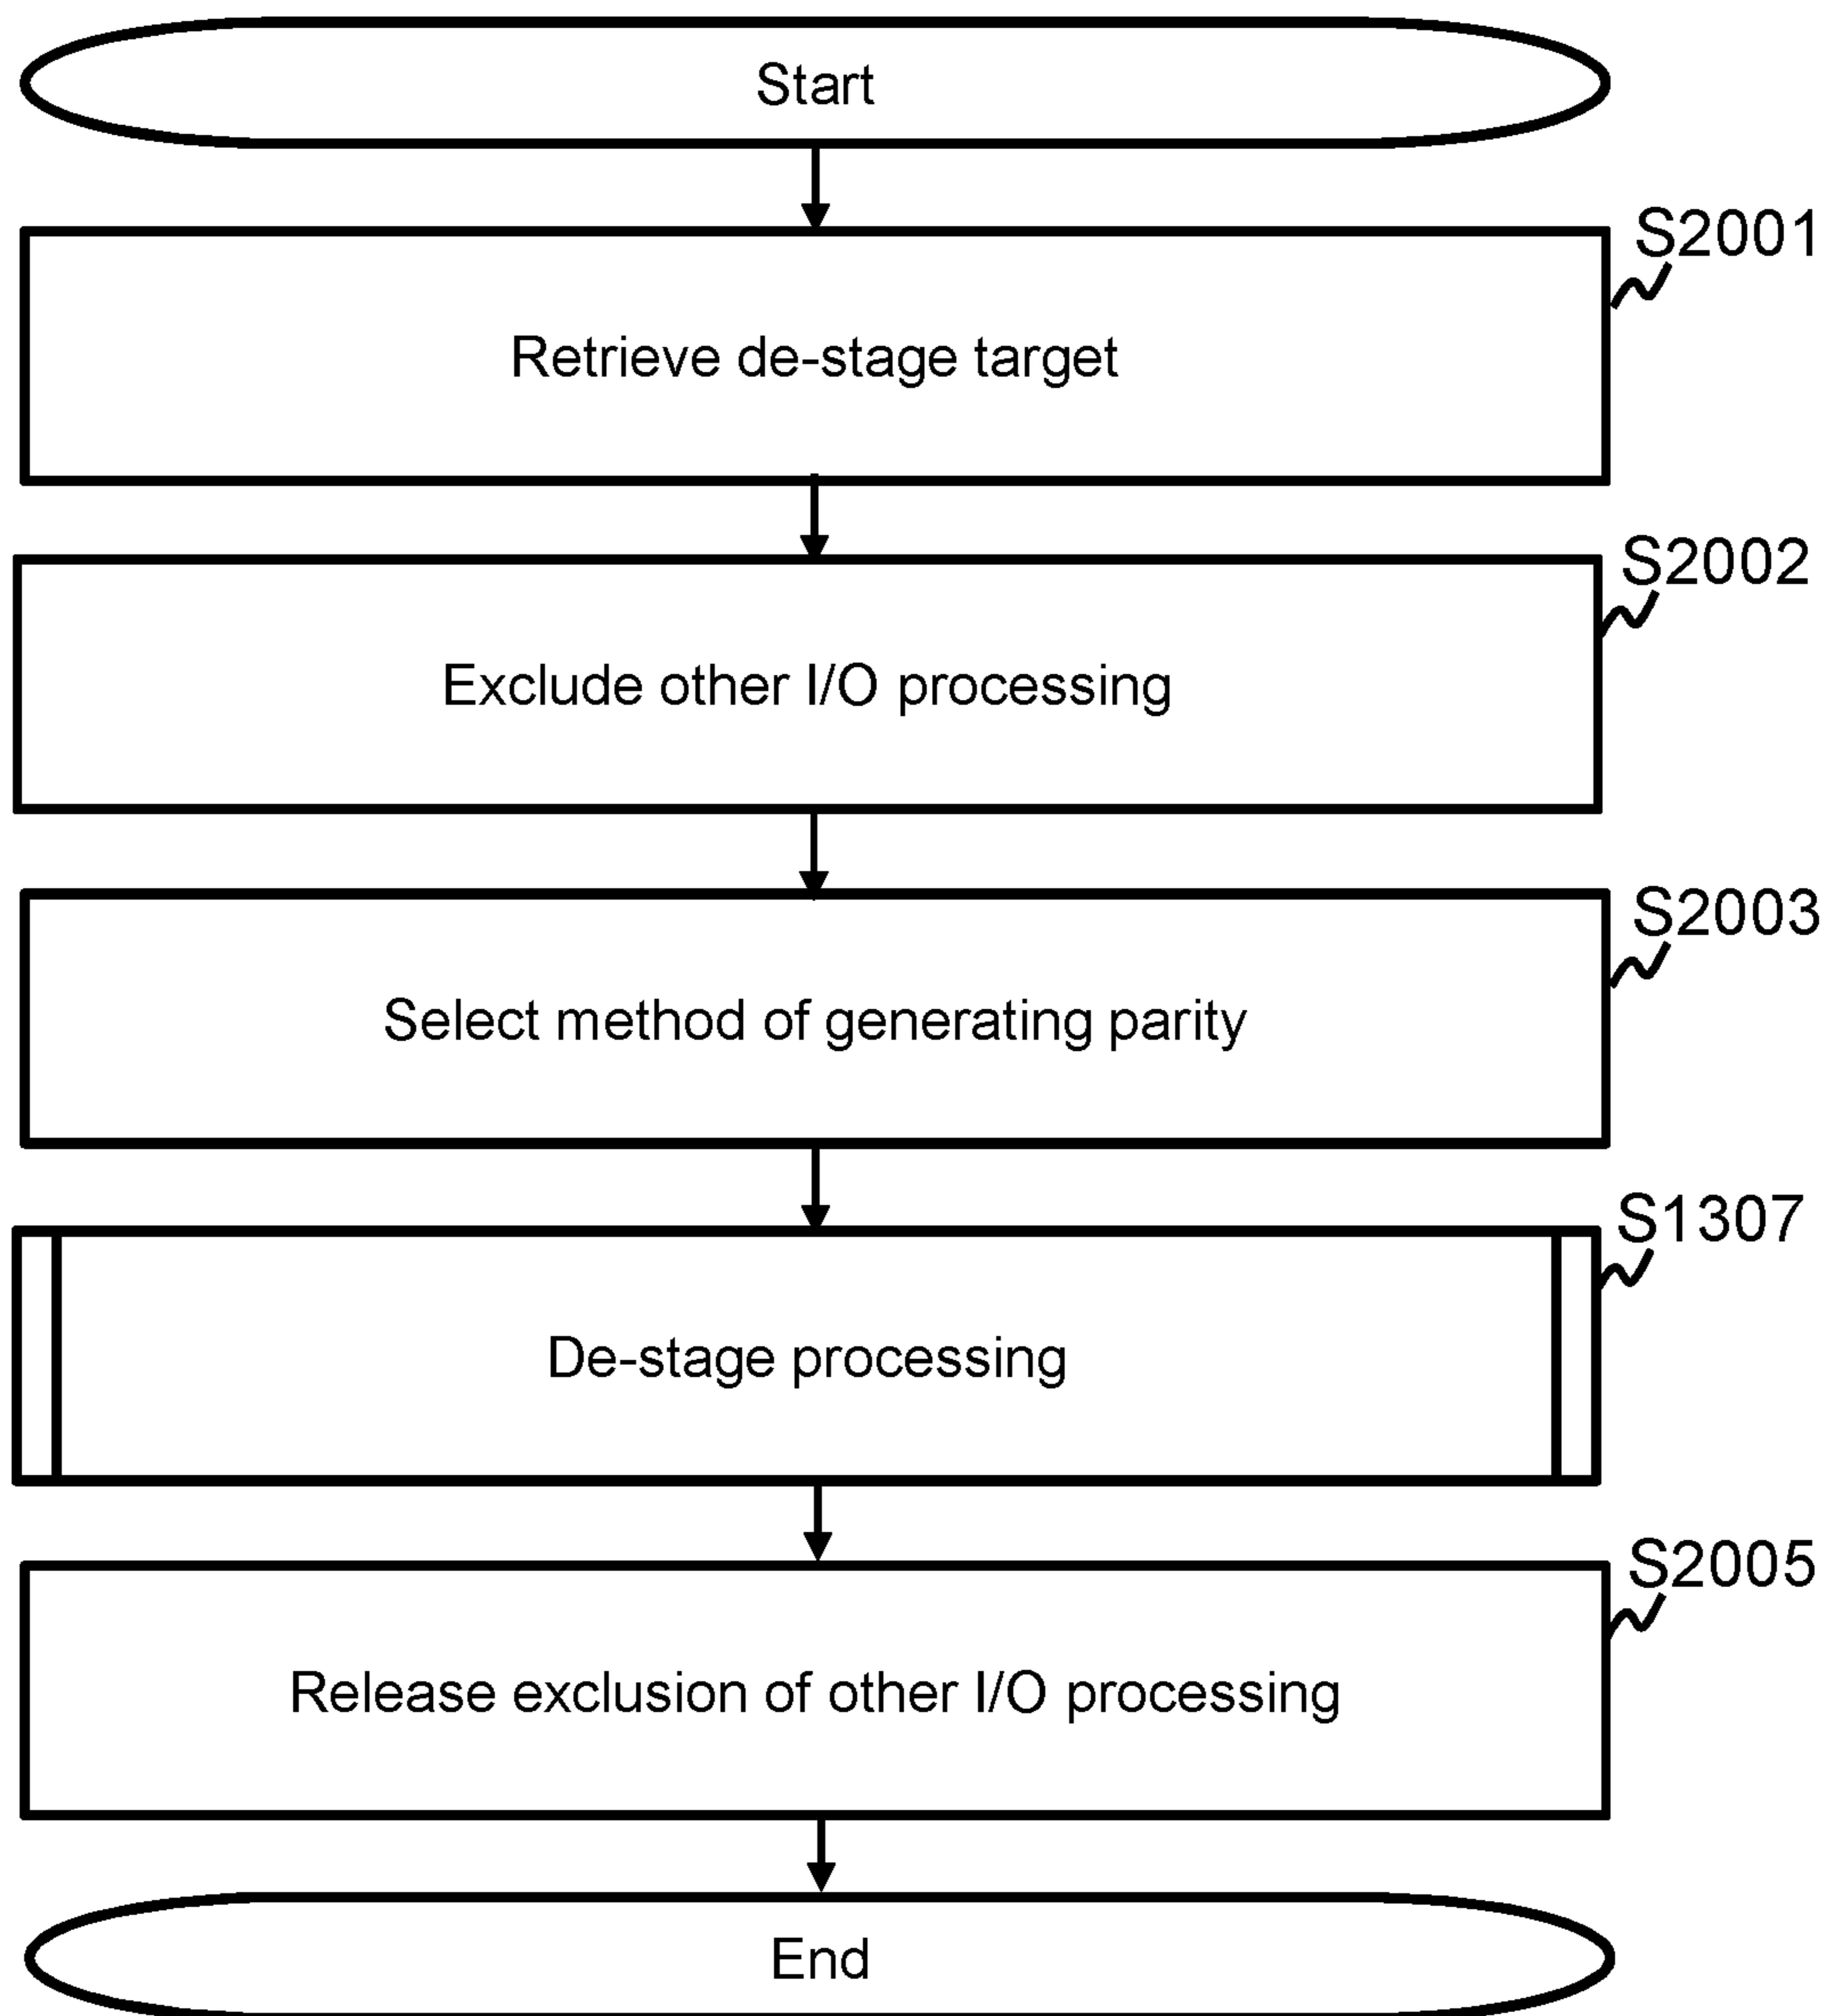 Start
S2001
Retrieve de-stage target
S2002
Exclude other I/O processing
S2003
Select method of generating parity
S1307
De-stage processing
S2005
Release exclusion of other I/O processing
End